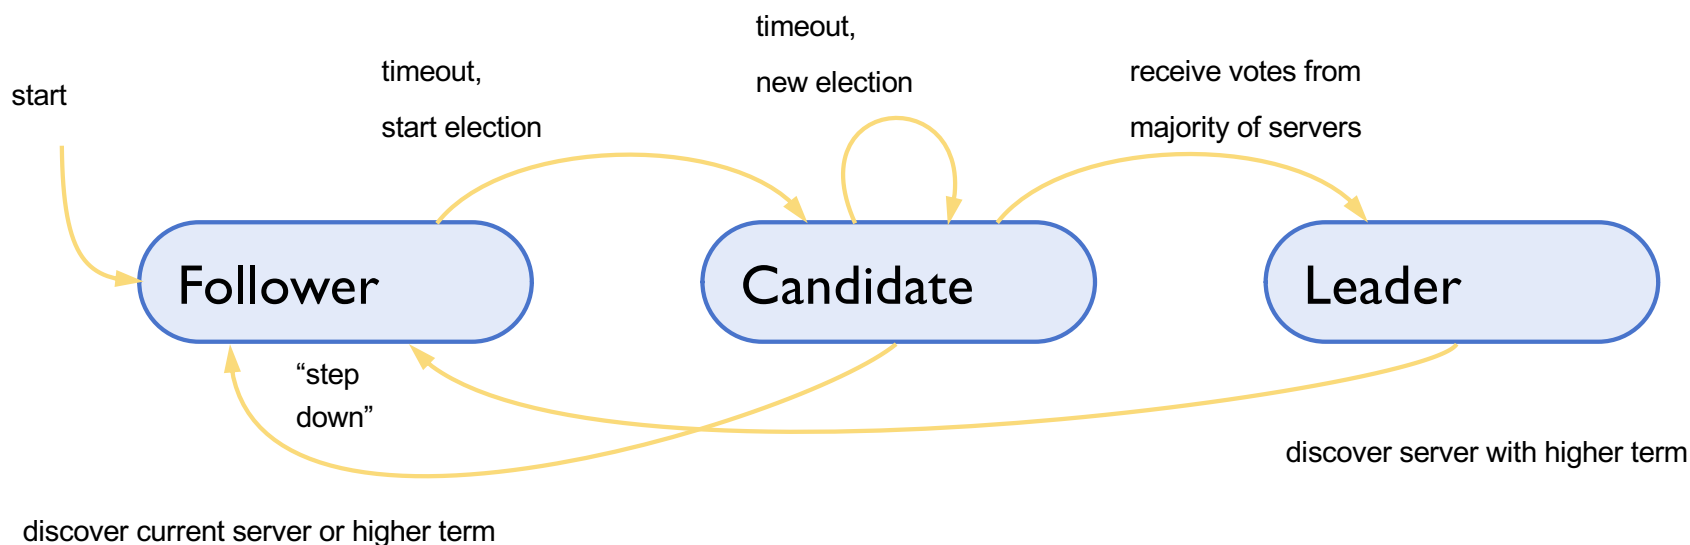 start
timeout,
start election
timeout,
new election
receive votes from
majority of servers
Follower
Candidate
Leader
“step
down”
discover server with higher term
discover current server or higher term